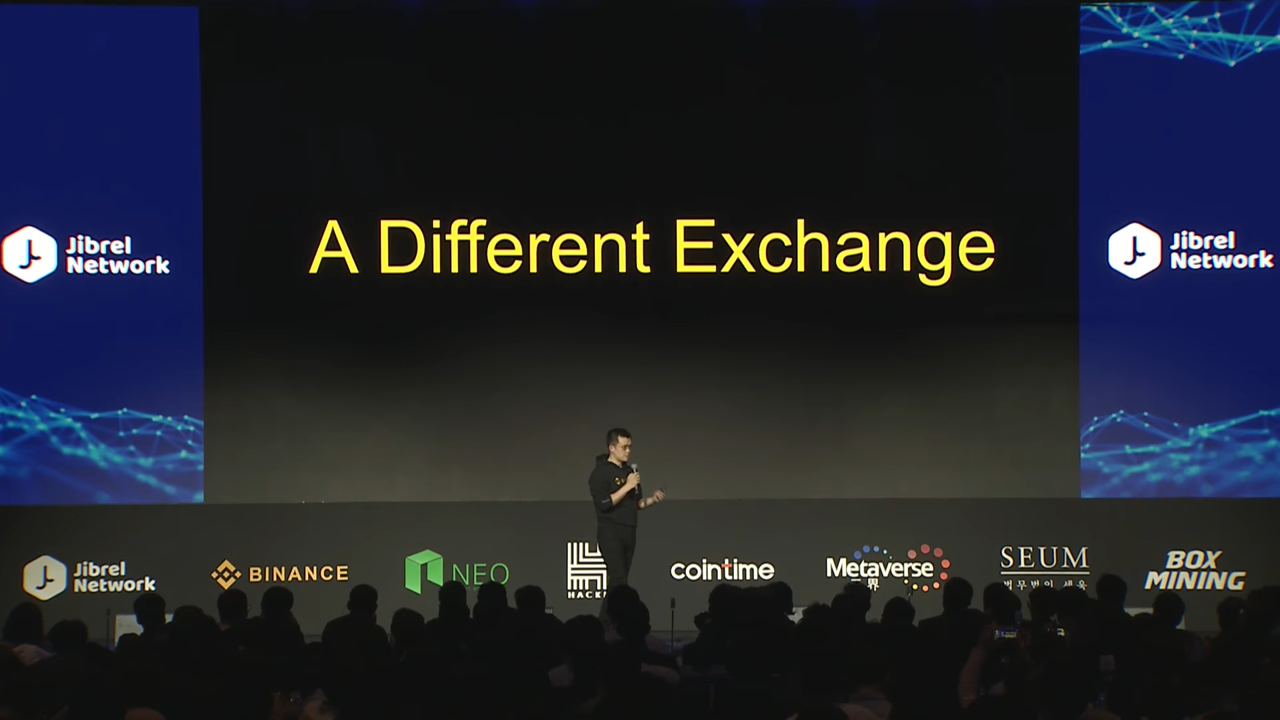 Jibrel
Network
A Different Exchange
Jibrel
Network
Jibrel
Network
BINANCE
NEO
cointime
Metaverse
SEUM
BOX
MINING